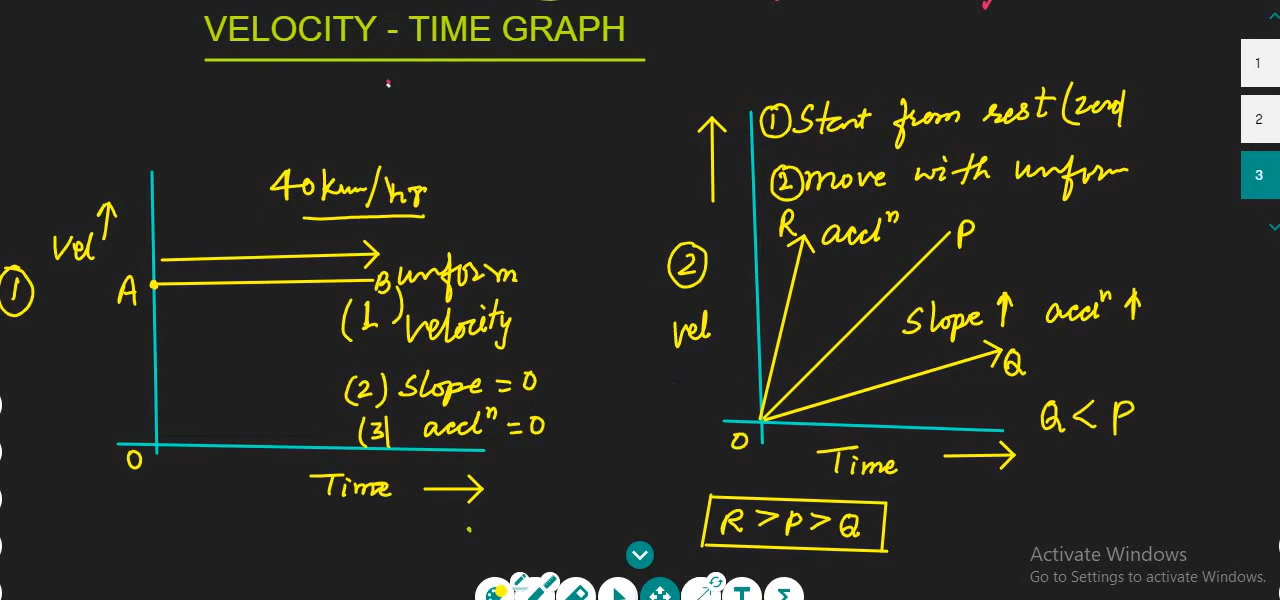 VELOCITY - TIME GRAPH
1
2
3
①
Vel ↑
40km/hr
A
B uniform
(1) velocity
(2) slope = 0
(3) accl^n = 0
0
Time →
② 
↑
vel
① Start from rest (zero)
② move with uniform
accl^n
R
P
Q
Slope ↑ accl^n ↑
Q < P
0
Time →
R > P > Q
Activate Windows
Go to Settings to activate Windows.
T
Σ